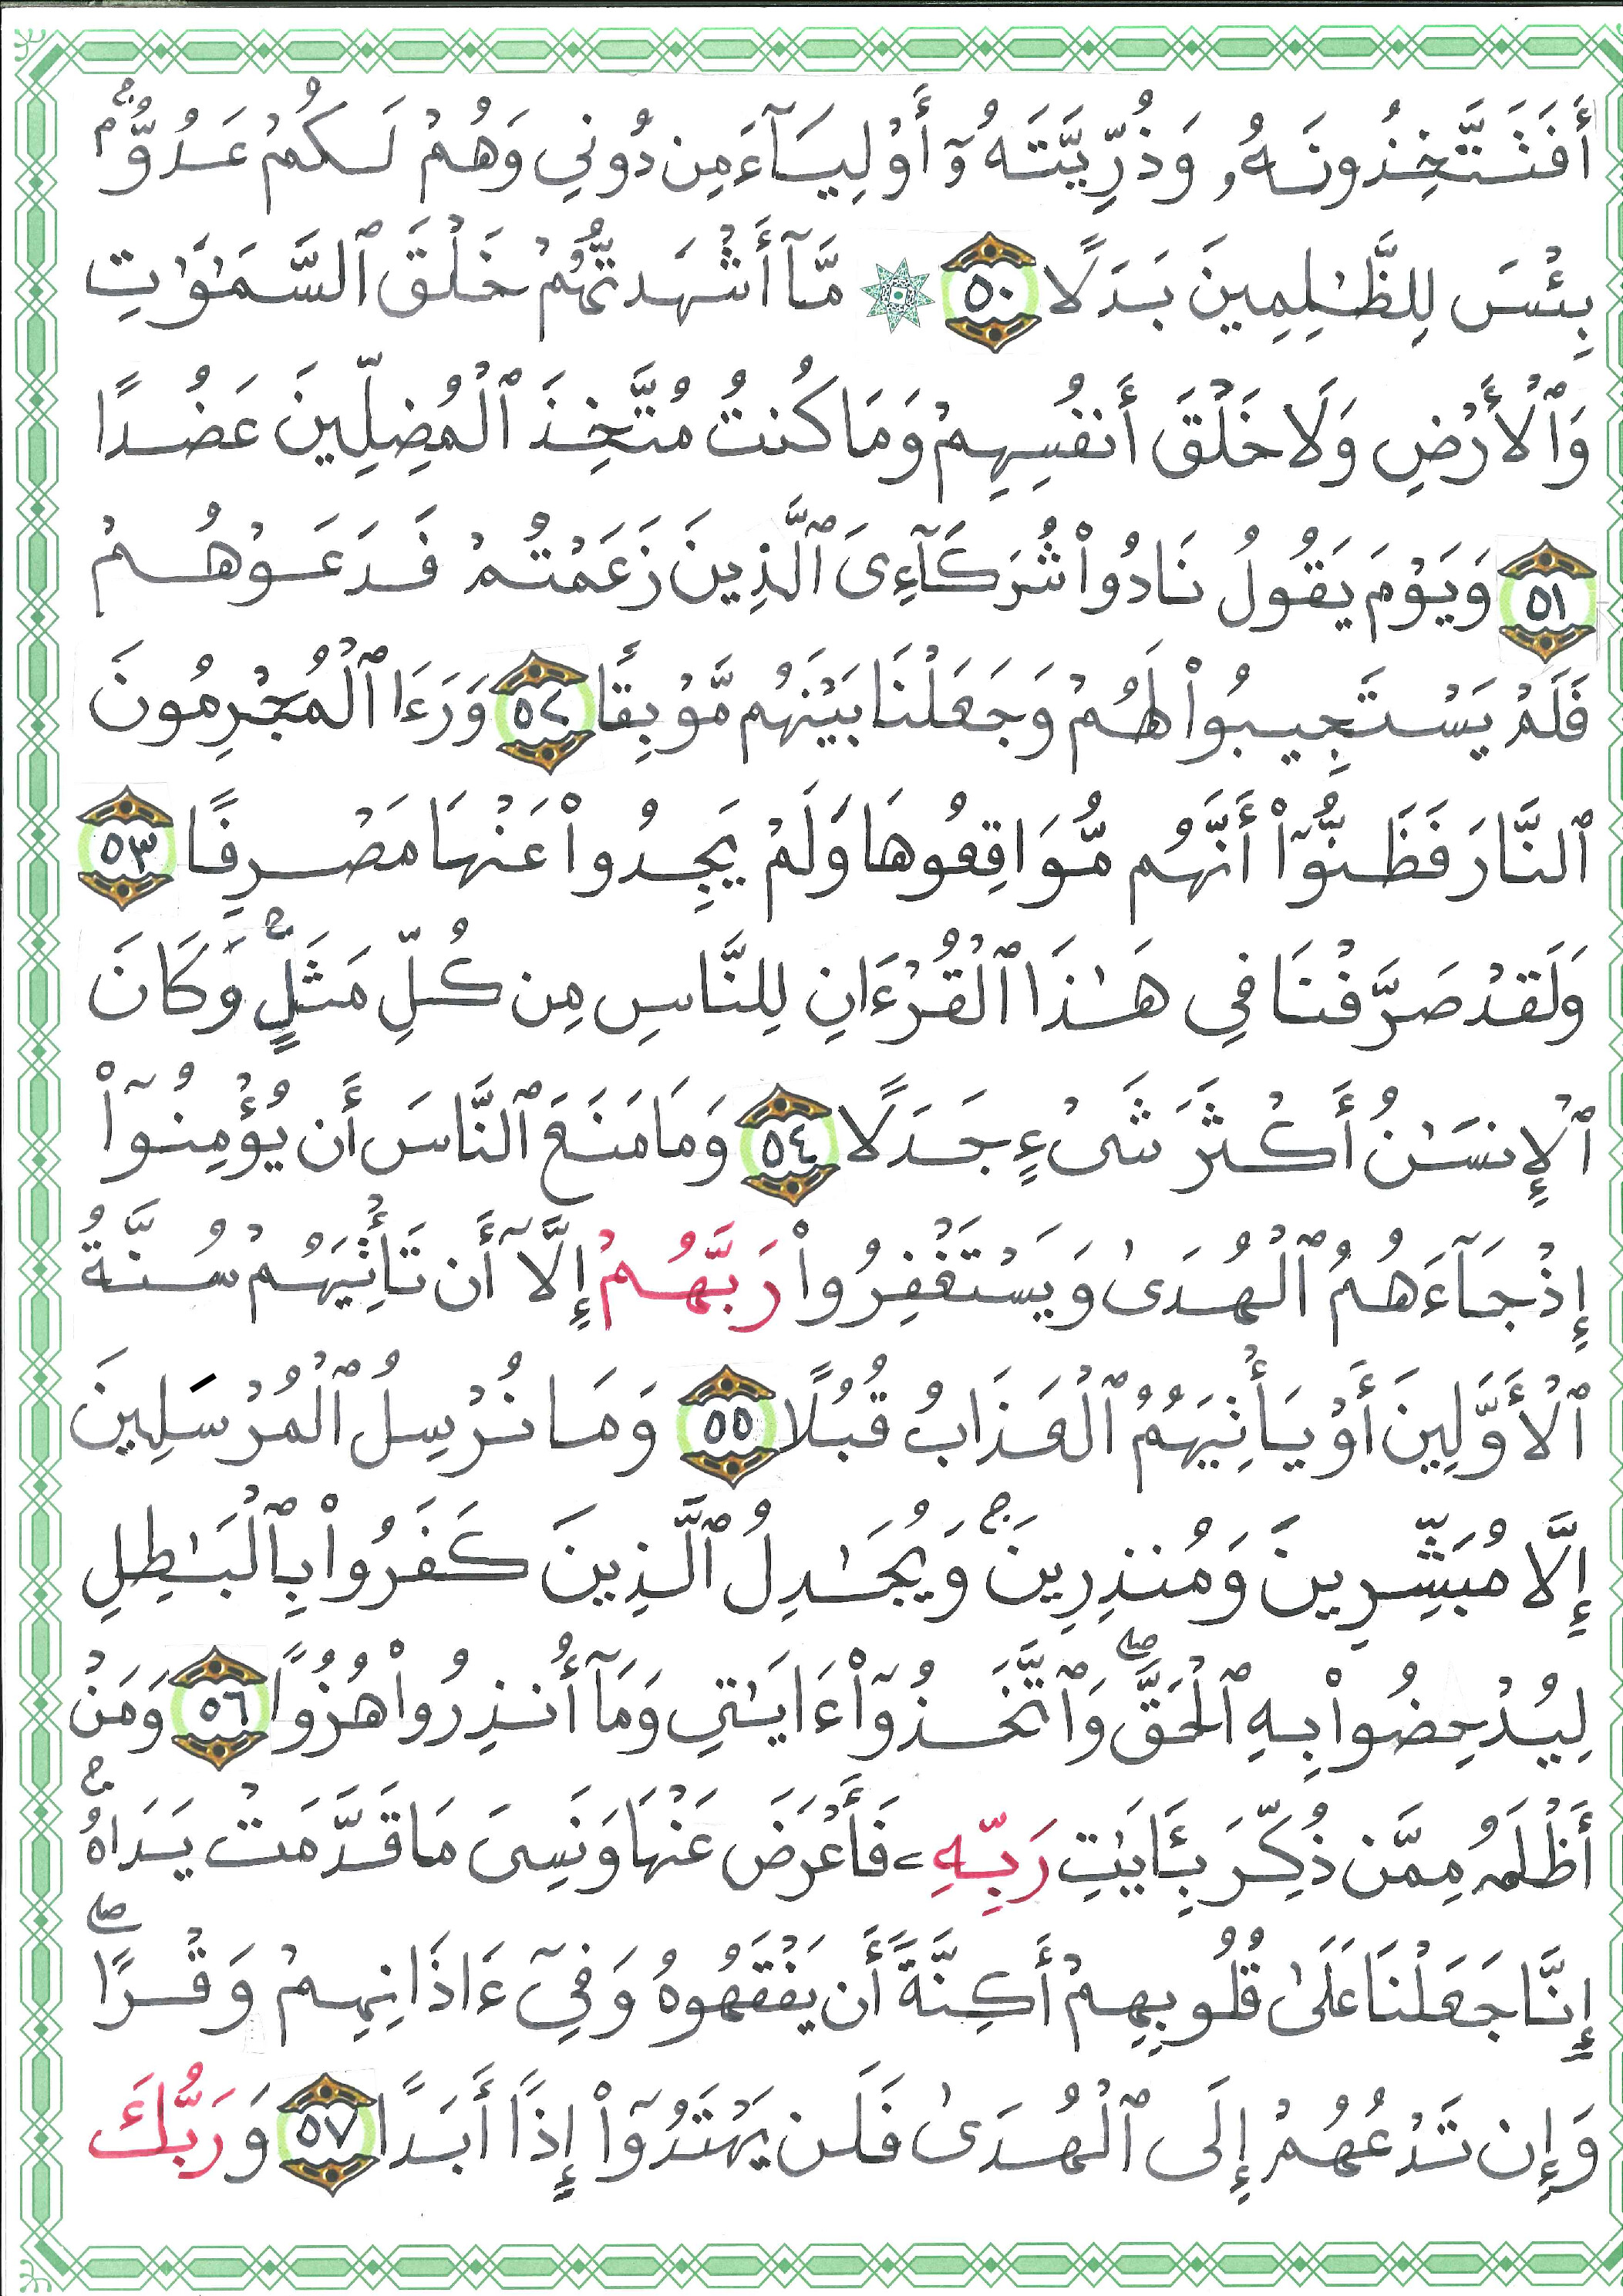 أَفَتَتَّخِذُونَهُۥ وَذُرِّيَّتَهُۥٓ أَوْلِيَآءَ مِن دُونِي وَهُمْ لَكُمْ عَدُوُّۢ
بِئْسَ لِلظَّٰلِمِينَ بَدَلًا ٥٠ ۞ مَّآ أَشْهَدتُّهُمْ خَلْقَ ٱلسَّمَٰوَٰتِ
وَٱلْأَرْضِ وَلَا خَلْقَ أَنفُسِهِمْ وَمَا كُنتُ مُتَّخِذَ ٱلْمُضِلِّينَ عَضُدًا
٥١ وَيَوْمَ يَقُولُ نَادُوا۟ شُرَكَآءِىَ ٱلَّذِينَ زَعَمْتُمْ فَدَعَوْهُمْ
فَلَمْ يَسْتَجِيبُوا۟ لَهُمْ وَجَعَلْنَا بَيْنَهُم مَّوْبِقًا ٥٢ وَرَءَا ٱلْمُجْرِمُونَ
ٱلنَّارَ فَظَنُّوٓا۟ أَنَّهُم مُّوَاقِعُوهَا وَلَمْ يَجِدُوا۟ عَنْهَا مَصْرِفًا ٥٣
وَلَقَدْ صَرَّفْنَا فِي هَٰذَا ٱلْقُرْءَانِ لِلنَّاسِ مِن كُلِّ مَثَلٍۚ وَكَانَ
ٱلْإِنسَٰنُ أَكْثَرَ شَىْءٍ جَدَلًا ٥٤ وَمَا مَنَعَ ٱلنَّاسَ أَن يُؤْمِنُوٓا۟
إِذْ جَآءَهُمُ ٱلْهُدَىٰ وَيَسْتَغْفِرُوا۟ رَبَّهُمْ إِلَّآ أَن تَأْتِيَهُمْ سُنَّةُ
ٱلْأَوَّلِينَ أَوْ يَأْتِيَهُمُ ٱلْعَذَابُ قُبُلًا ٥٥ وَمَا نُرْسِلُ ٱلْمُرْسَلِينَ
إِلَّا مُبَشِّرِينَ وَمُنذِرِينَۚ وَيُجَٰدِلُ ٱلَّذِينَ كَفَرُوا۟ بِٱلْبَٰطِلِ
لِيُدْحِضُوا۟ بِهِ ٱلْحَقَّۖ وَٱتَّخَذُوٓا۟ ءَايَٰتِي وَمَآ أُنذِرُوا۟ هُزُوًا ٥٦ وَمَنْ
أَظْلَمُ مِمَّن ذُكِّرَ بِـَٔايَٰتِ رَبِّهِۦ فَأَعْرَضَ عَنْهَا وَنَسِىَ مَا قَدَّمَتْ يَدَاهُۚ
إِنَّا جَعَلْنَا عَلَىٰ قُلُوبِهِمْ أَكِنَّةً أَن يَفْقَهُوهُ وَفِيٓ ءَاذَانِهِمْ وَقْرًاۖ
وَإِن تَدْعُهُمْ إِلَى ٱلْهُدَىٰ فَلَن يَهْتَدُوٓا۟ إِذًا أَبَدًا ٥٧ وَرَبُّكَ